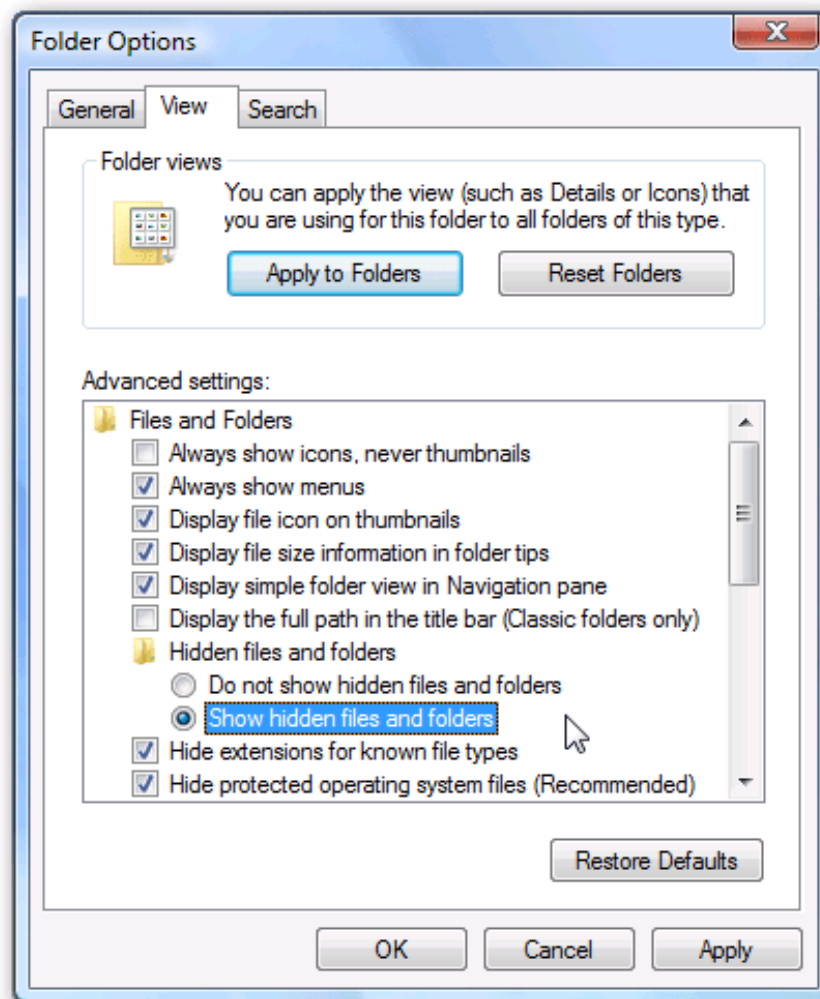 Folder Options
General
View
Search
Folder views
You can apply the view (such as Details or Icons) that
you are using for this folder to all folders of this type.
Apply to Folders
Reset Folders
Advanced settings:
Files and Folders
Always show icons, never thumbnails
Always show menus
Display file icon on thumbnails
Display file size information in folder tips
Display simple folder view in Navigation pane
Display the full path in the title bar (Classic folders only)
Hidden files and folders
Do not show hidden files and folders
Show hidden files and folders
Hide extensions for known file types
Hide protected operating system files (Recommended)
Restore Defaults
OK
Cancel
Apply